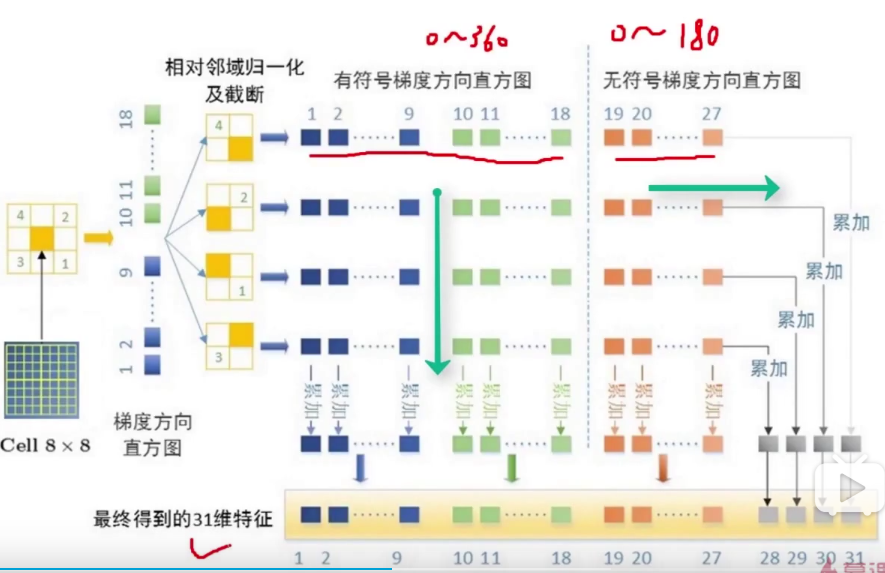 0~360
0~180
相对邻域归一化
及截断
有符号梯度方向直方图
无符号梯度方向直方图
1 2 9 10 11 18 19 20 27
18
11
10
9
2
1
4
2
3
1
4
2
1
3
Cell 8 × 8
梯度方向
直方图
累加
累加
累加
累加
累加 累加 累加 累加 累加 累加 累加 累加 累加
最终得到的31维特征
1 2 9 10 11 18 19 20 27 28 29 30 31